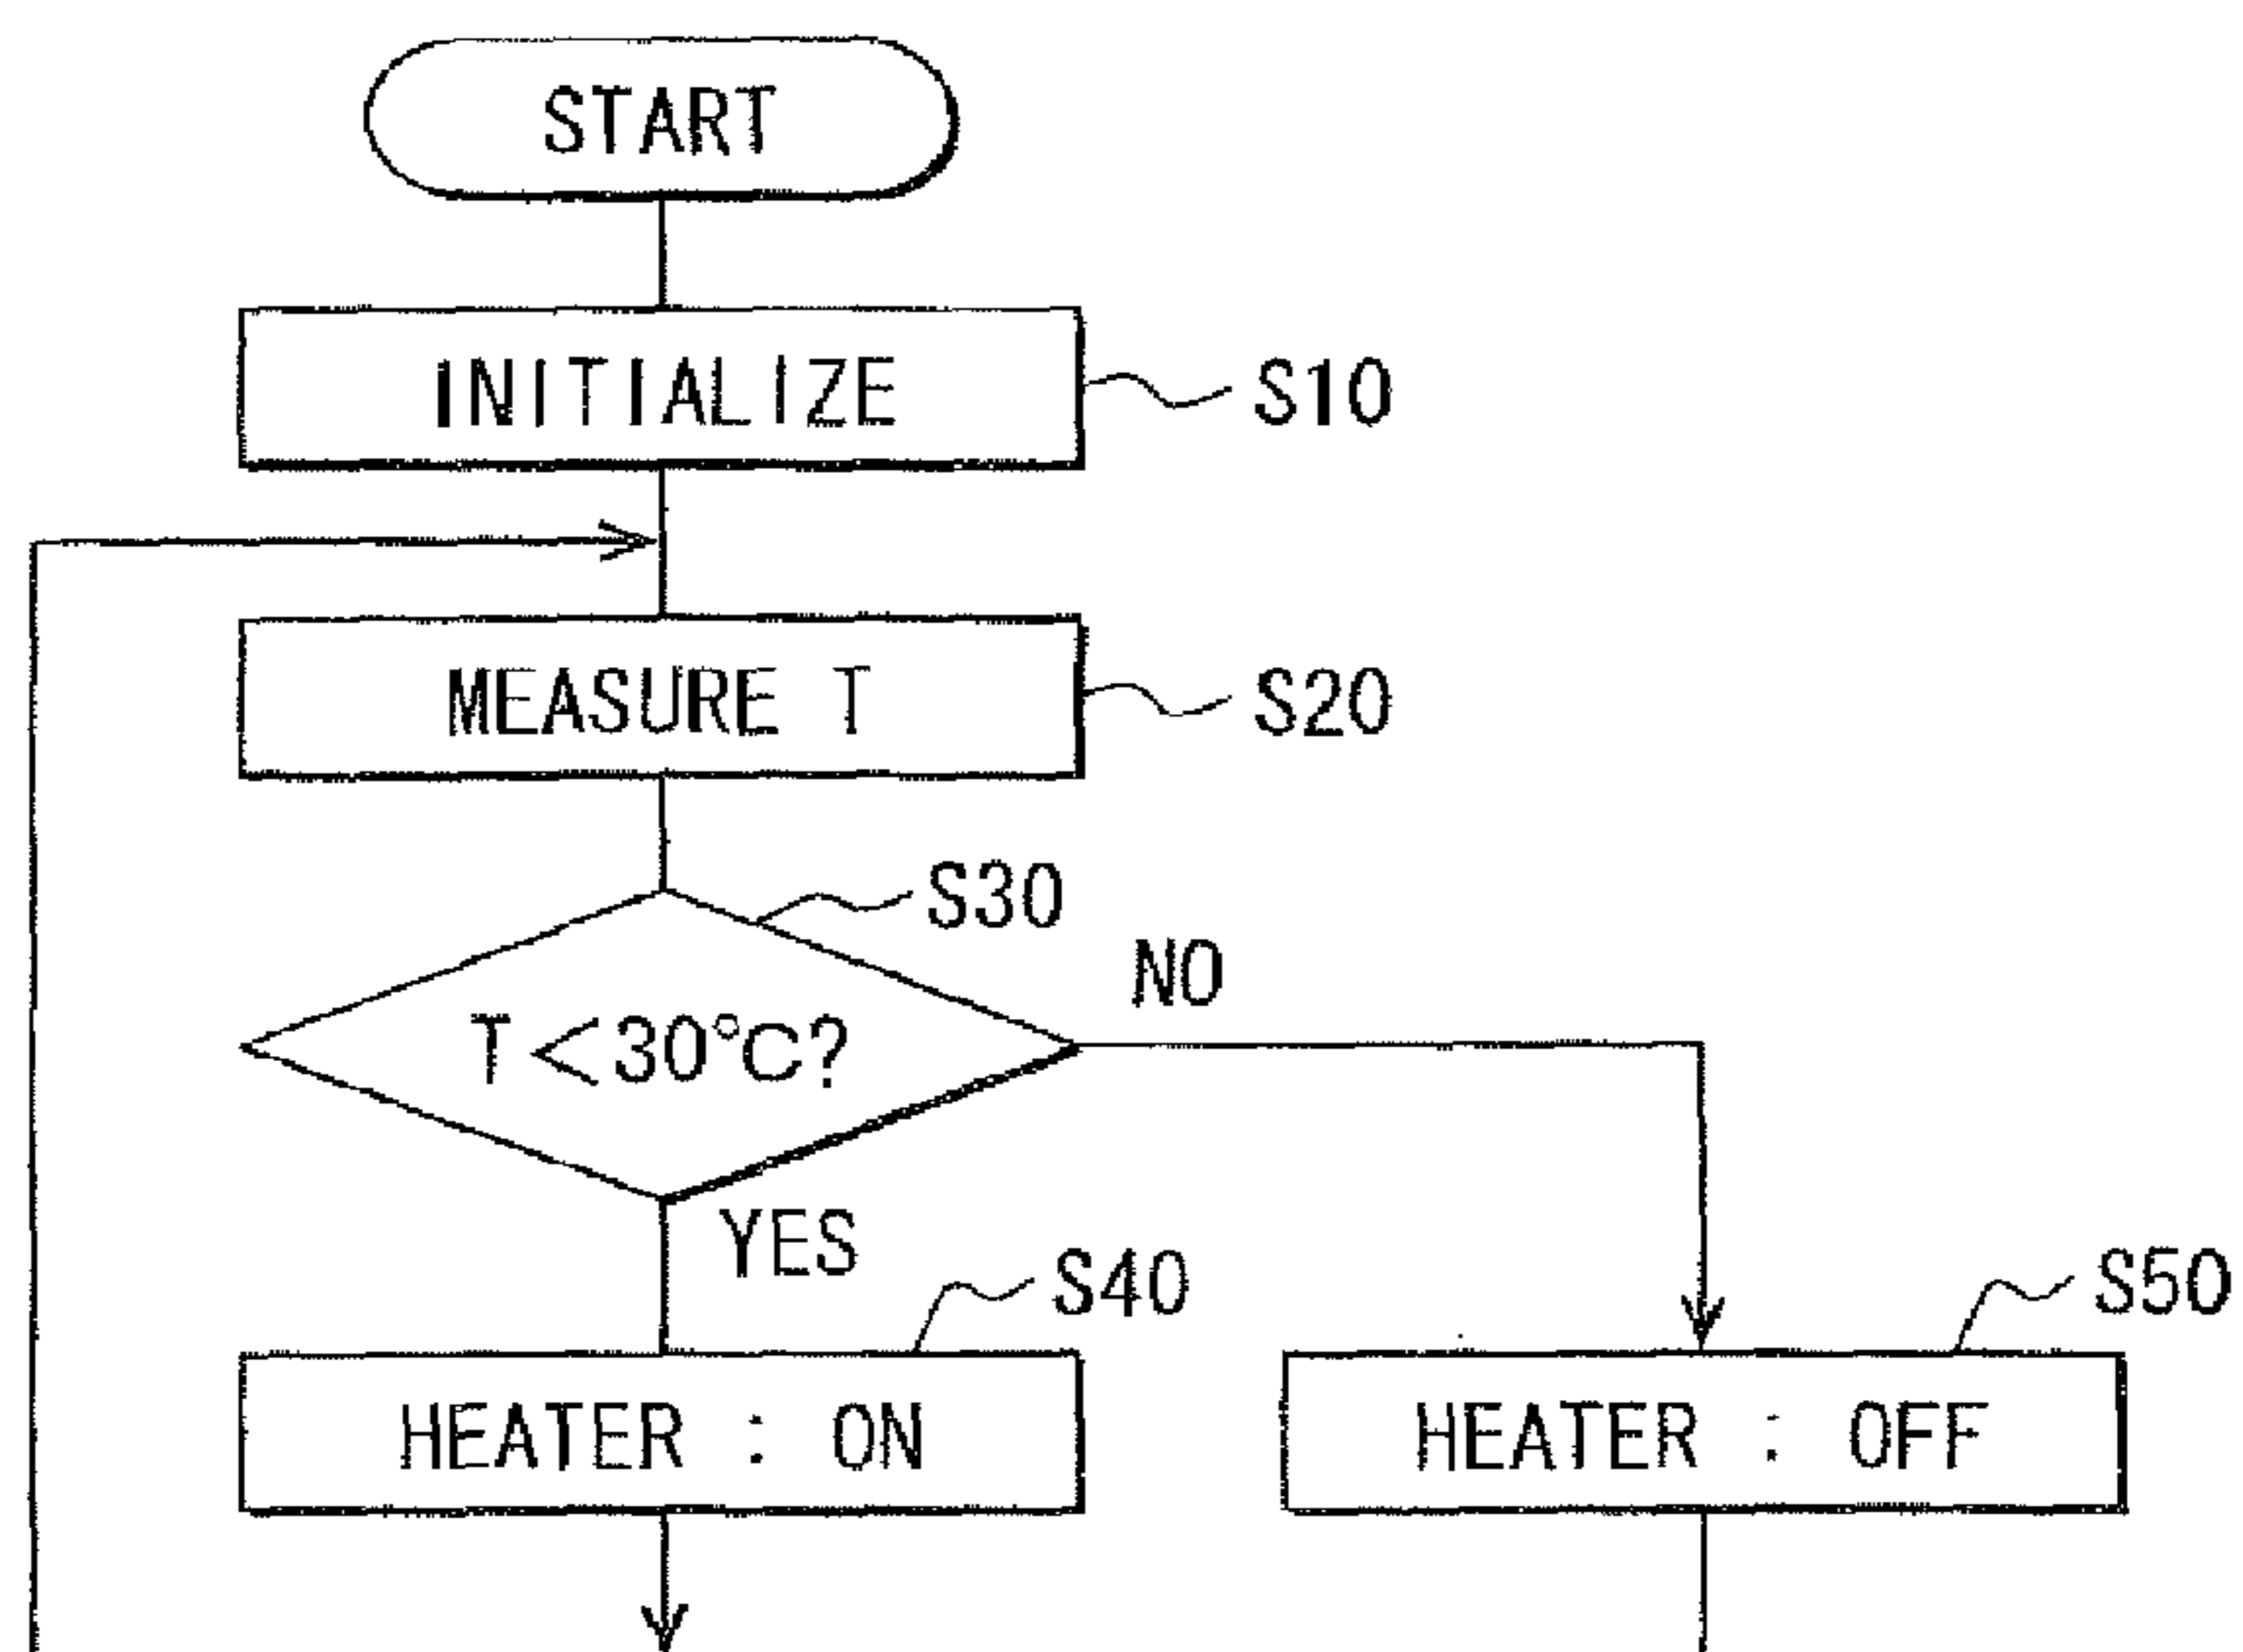 START
INITIALIZE
S10
MEASURE T
S20
S30
T<30℃?
NO
YES
S40
S50
HEATER : ON
HEATER : OFF